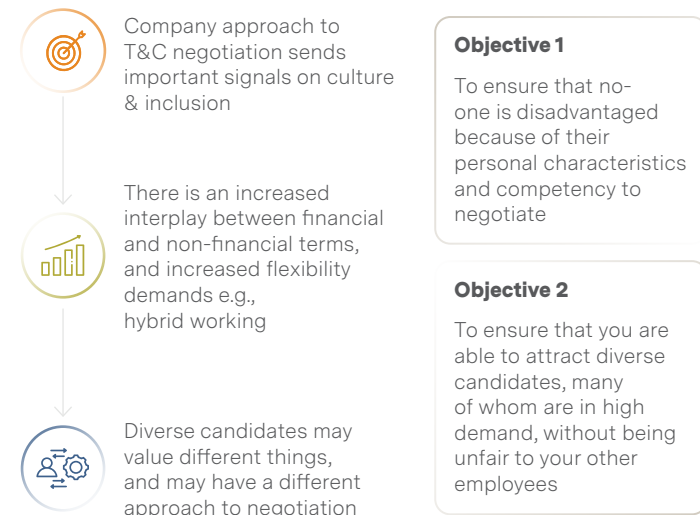 Company approach to
T&C negotiation sends
important signals on culture
& inclusion
There is an increased
interplay between financial
and non-financial terms,
and increased flexibility
demands e.g.,
hybrid working
Diverse candidates may
value different things,
and may have a different
approach to negotiation
Objective 1
To ensure that no-
one is disadvantaged
because of their
personal characteristics
and competency to
negotiate
Objective 2
To ensure that you are
able to attract diverse
candidates, many
of whom are in high
demand, without being
unfair to your other
employees